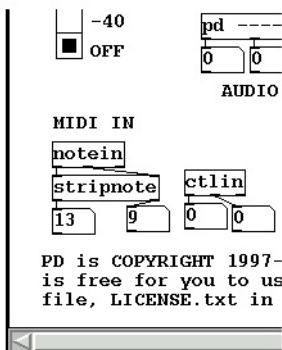 -40
OFF
pd ----
0
0
AUDIO
MIDI IN
notein
stripnote
ctlin
13
9
0
0
PD is COPYRIGHT 1997-
is free for you to us
file, LICENSE.txt in